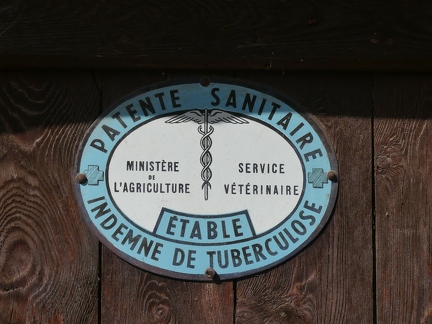 PATENTE SANITAIRE
MINISTÈRE
DE
L'AGRICULTURE
SERVICE
VÉTÉRINAIRE
ÉTABLE
INDEMNE DE TUBERCULOSE